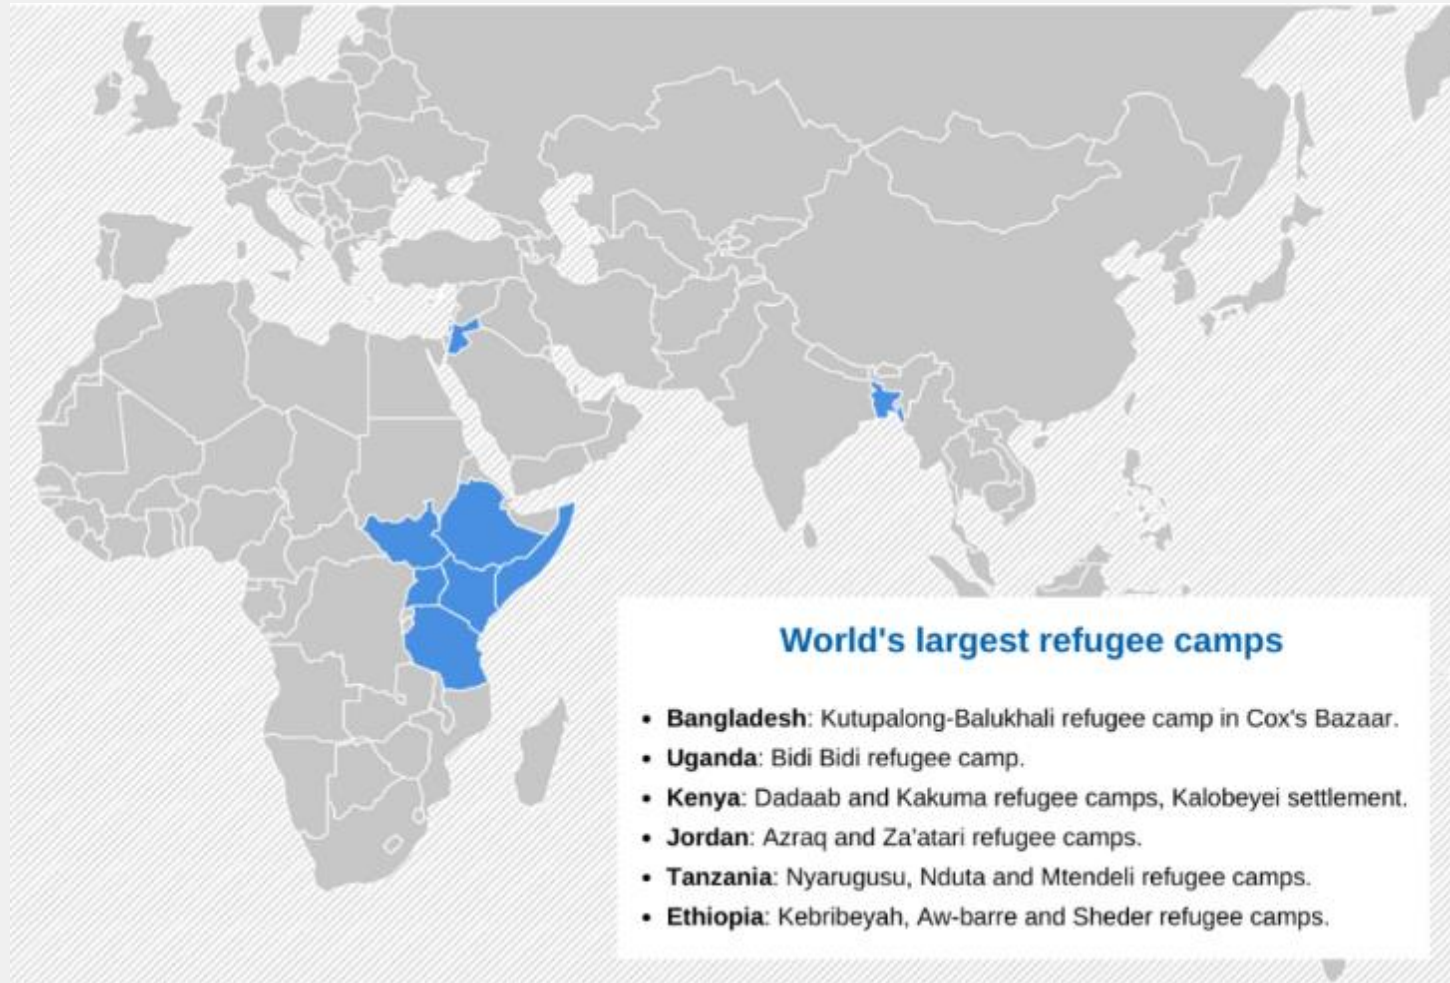 World's largest refugee camps
• Bangladesh: Kutupalong-Balukhali refugee camp in Cox's Bazaar.
• Uganda: Bidi Bidi refugee camp.
• Kenya: Dadaab and Kakuma refugee camps, Kalobeyei settlement.
• Jordan: Azraq and Za'atari refugee camps.
• Tanzania: Nyarugusu, Nduta and Mtendeli refugee camps.
• Ethiopia: Kebribeyah, Aw-barre and Sheder refugee camps.